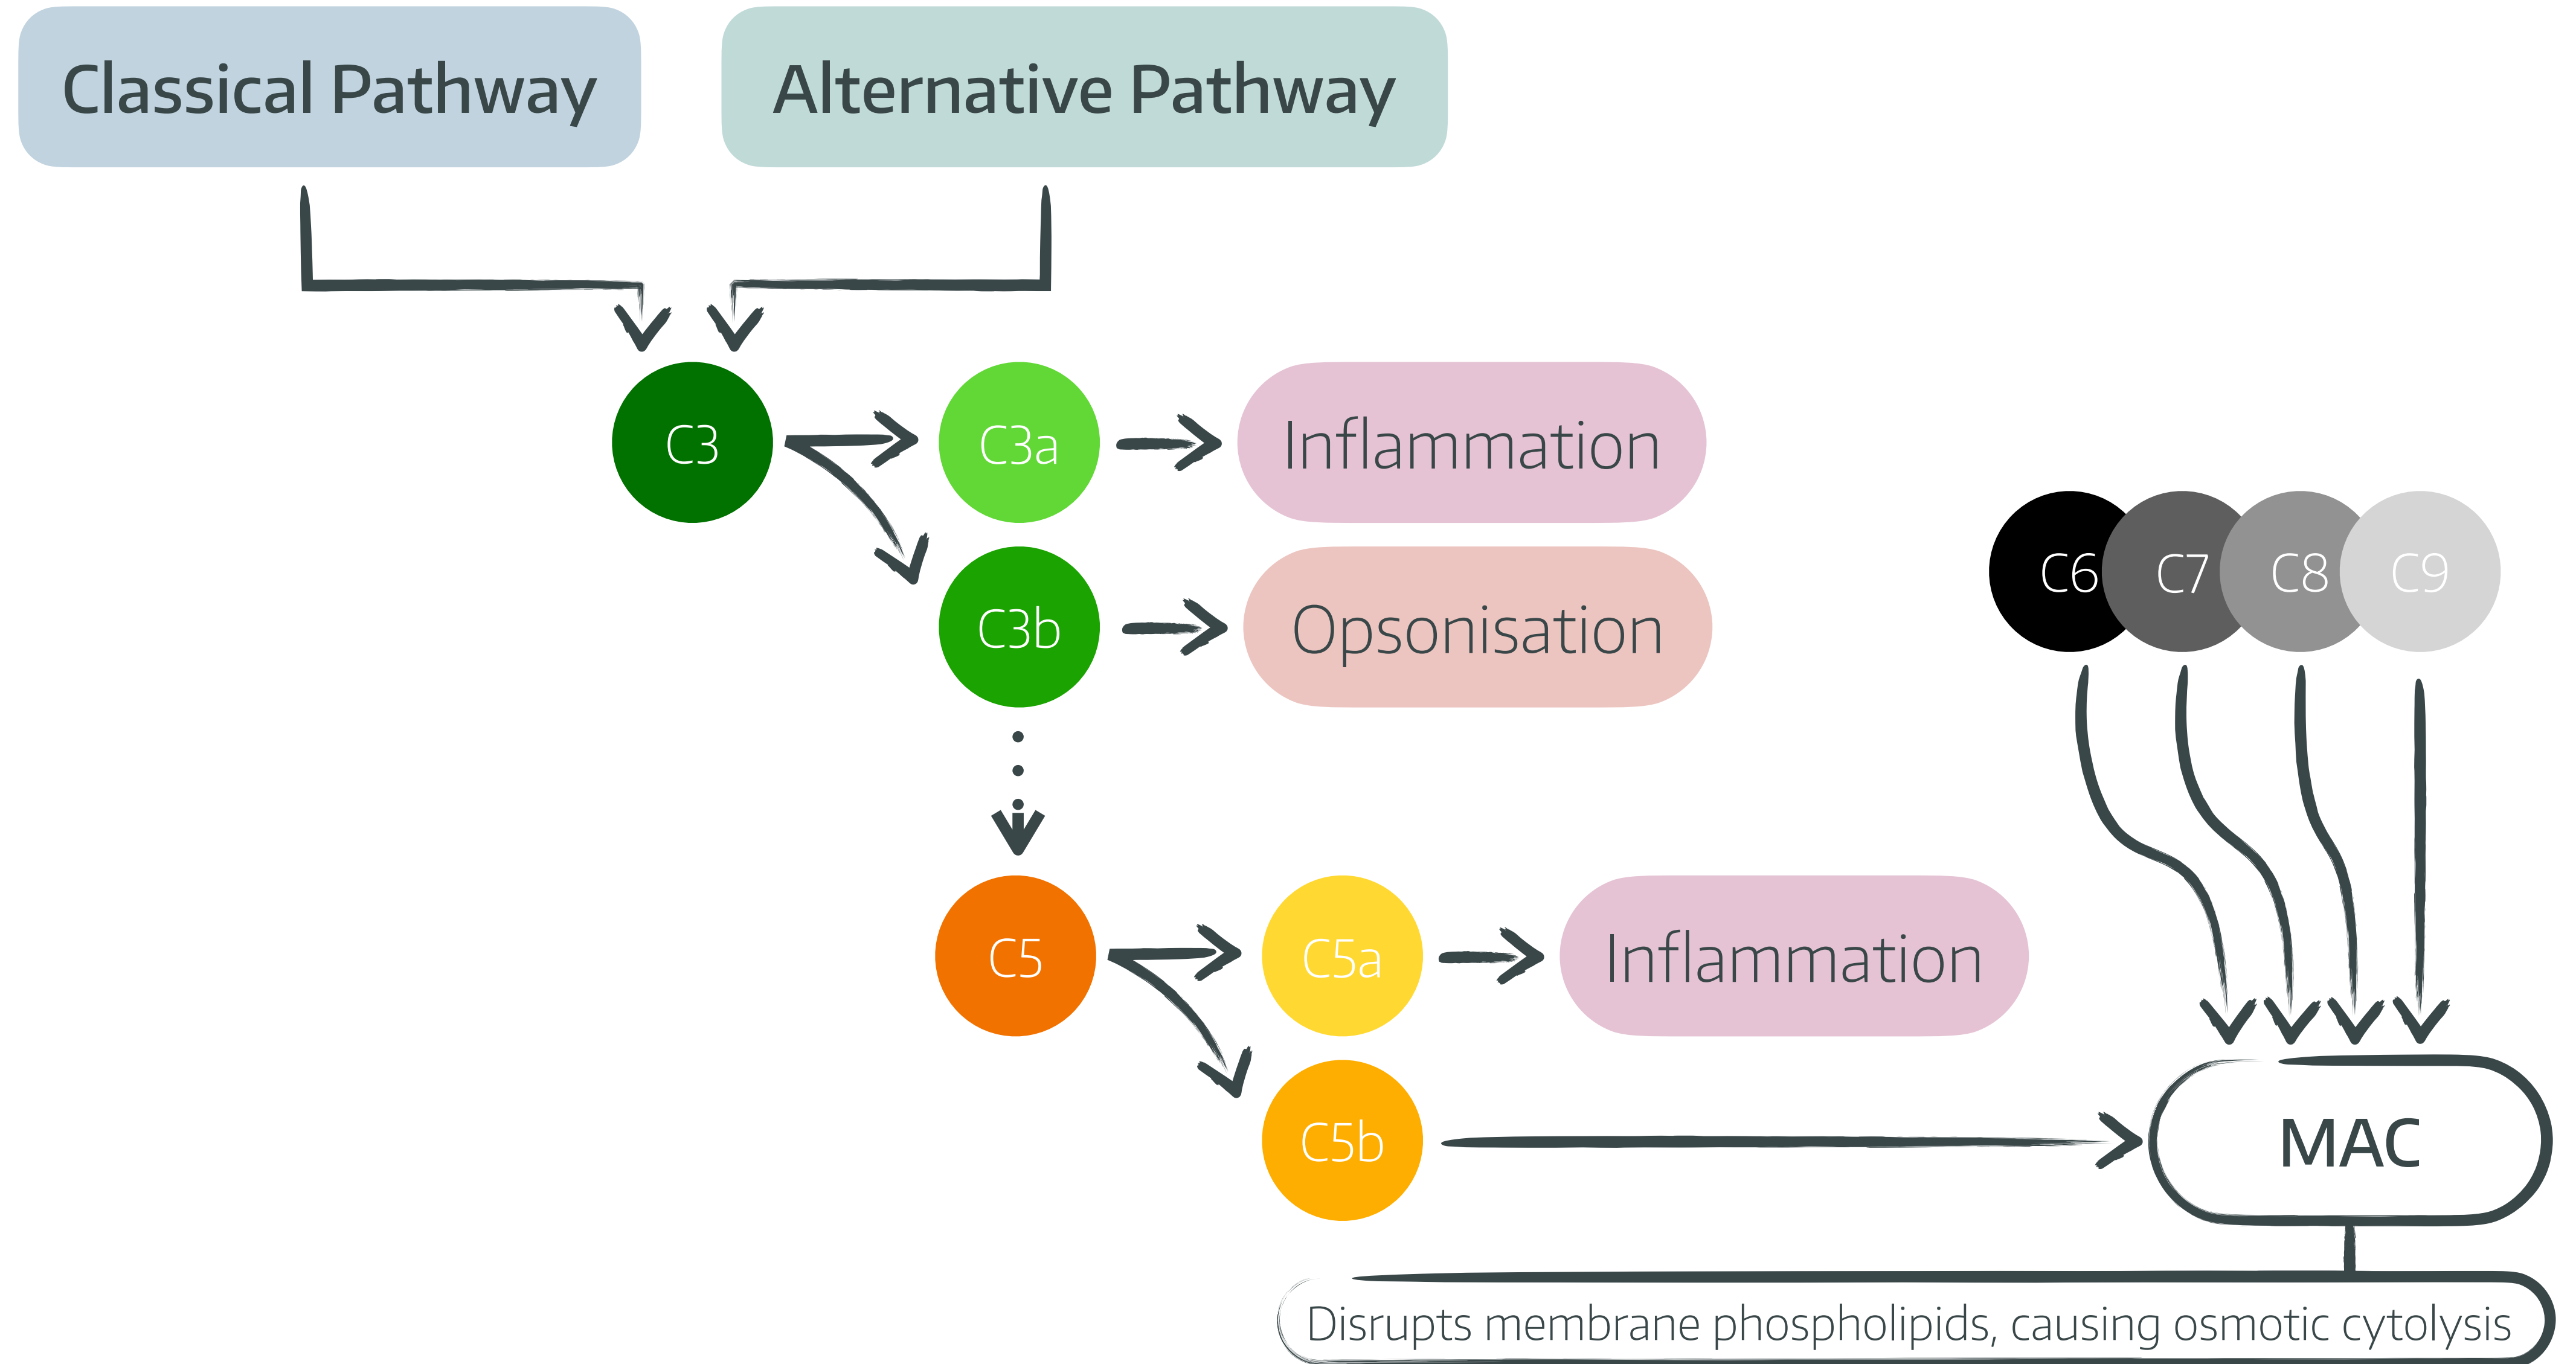 Classical Pathway
Alternative Pathway
C3
C3a
Inflammation
C3b
Opsonisation
C6
C7
C8
C9
C5
C5a
Inflammation
C5b
MAC
Disrupts membrane phospholipids, causing osmotic cytolysis